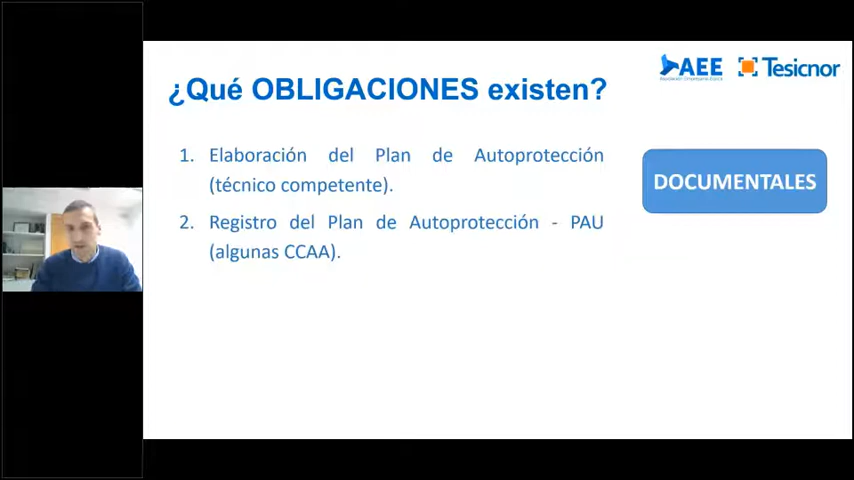 ¿Qué OBLIGACIONES existen?
AEE
Tesicnor
1. Elaboración del Plan de Autoprotección
(técnico competente).
DOCUMENTALES
2. Registro del Plan de Autoprotección - PAU
(algunas CCAA).